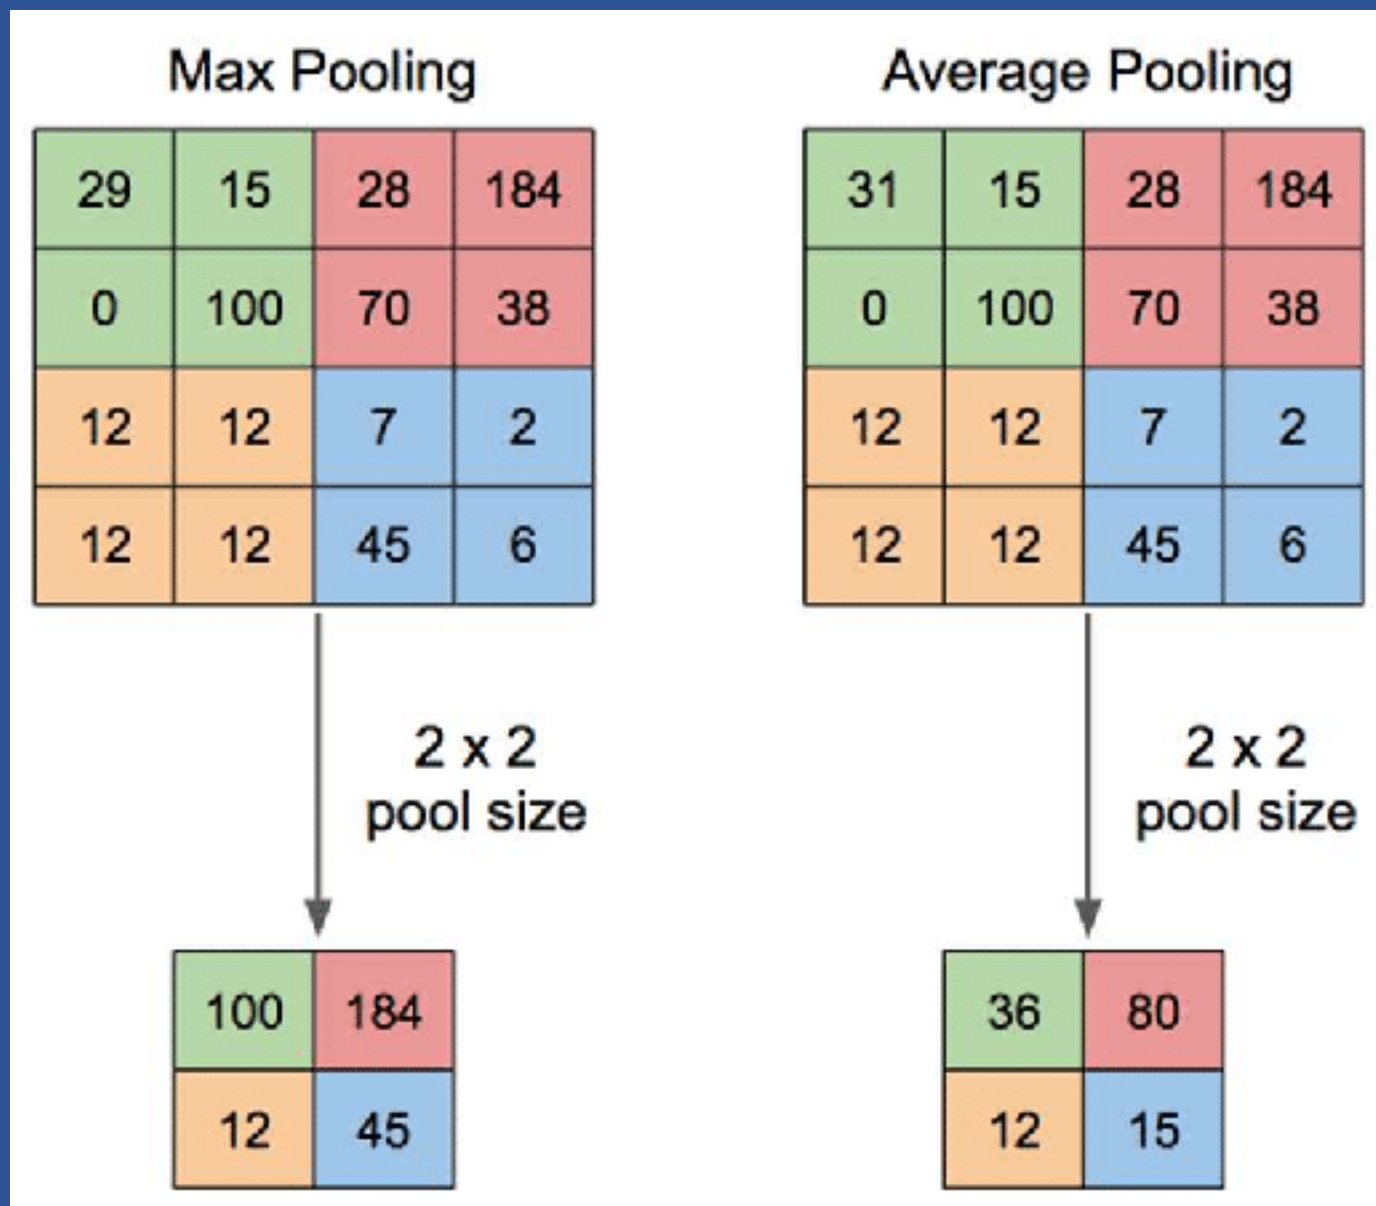 Max Pooling
29 15 28 184
0 100 70 38
12 12 7 2
12 12 45 6
2 x 2
pool size
100 184
12 45
Average Pooling
31 15 28 184
0 100 70 38
12 12 7 2
12 12 45 6
2 x 2
pool size
36 80
12 15